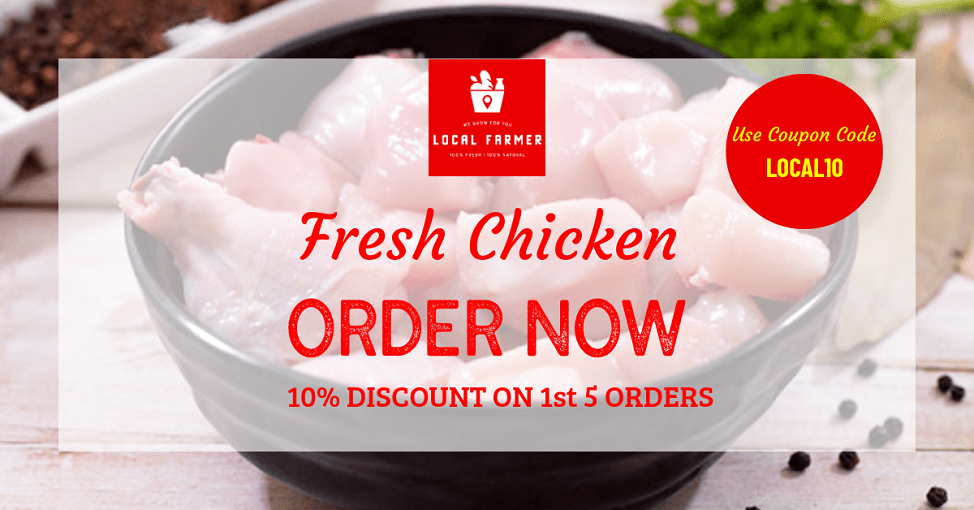 WE GROW FOR YOU
LOCAL FARMER
100% FRESH | 100% NATURAL
Use Coupon Code
LOCAL10
Fresh Chicken
ORDER NOW
10% DISCOUNT ON 1st 5 ORDERS